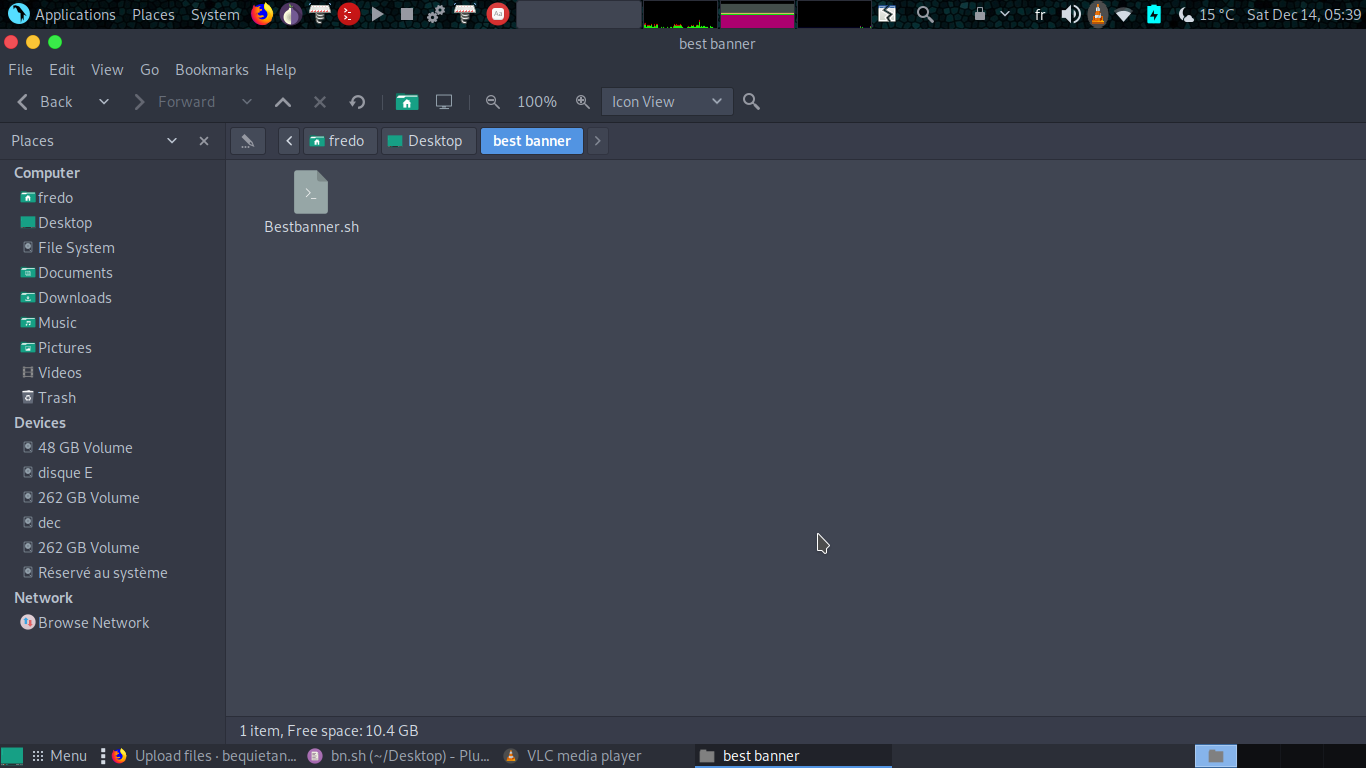 Applications Places System fr 15 °C Sat Dec 14, 05:39
best banner
File Edit View Go Bookmarks Help
Back Forward 100% Icon View
Places fredo Desktop best banner
Computer
fredo
Desktop
File System
Documents
Downloads
Music
Pictures
Videos
Trash
Devices
48 GB Volume
disque E
262 GB Volume
dec
262 GB Volume
Réservé au système
Network
Browse Network
Bestbanner.sh
1 item, Free space: 10.4 GB
Menu Upload files · bequietan... bn.sh (~/Desktop) - Plu... VLC media player best banner